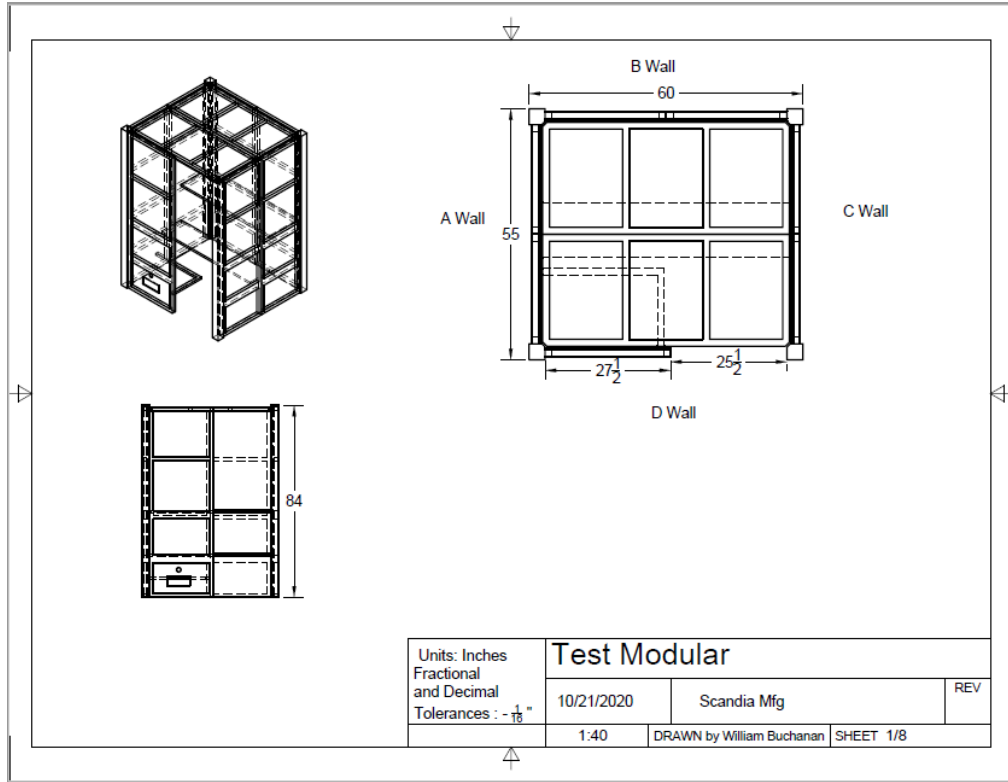 B Wall
60
A Wall
55
C Wall
27 1/2
25 1/2
D Wall
84
Units: Inches
Fractional
and Decimal
Tolerances : - 1/16 "
Test Modular
10/21/2020
Scandia Mfg
REV
1:40
DRAWN by William Buchanan
SHEET 1/8